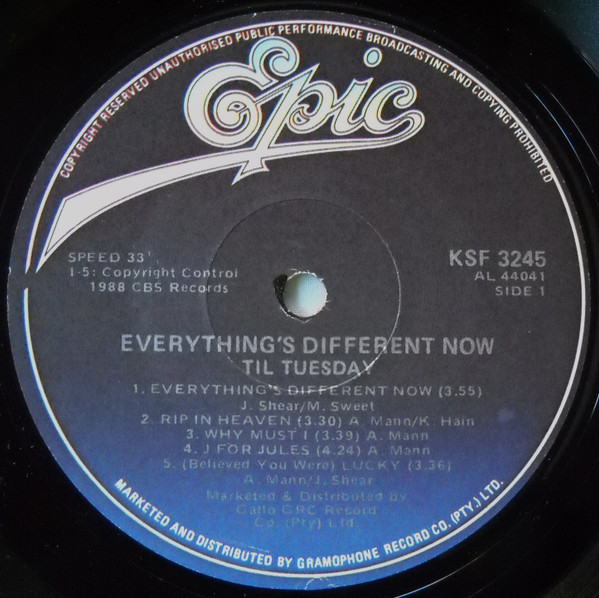 COPYRIGHT RESERVED UNAUTHORISED PUBLIC PERFORMANCE BROADCASTING AND COPYING PROHIBITED
Epic
SPEED 33
1-5: Copyright Control
1988 CBS Records
KSF 3245
AL 44041
SIDE 1
EVERYTHING'S DIFFERENT NOW
TIL TUESDAY
1. EVERYTHING'S DIFFERENT NOW (3.55)
J. Shear/M. Sweet
2. RIP IN HEAVEN (3.30) A. Mann/K. Hain
3. WHY MUST I (3.39) A. Mann
4. J FOR JULES (4.24) A. Mann
5. (Believed You Were) LUCKY (3.36)
A. Mann/J. Shear
Marketed & Distributed by
Gallo GRC Record
Co. (Pty) Ltd.
MARKETED AND DISTRIBUTED BY GRAMOPHONE RECORD CO. (PTY.) LTD.